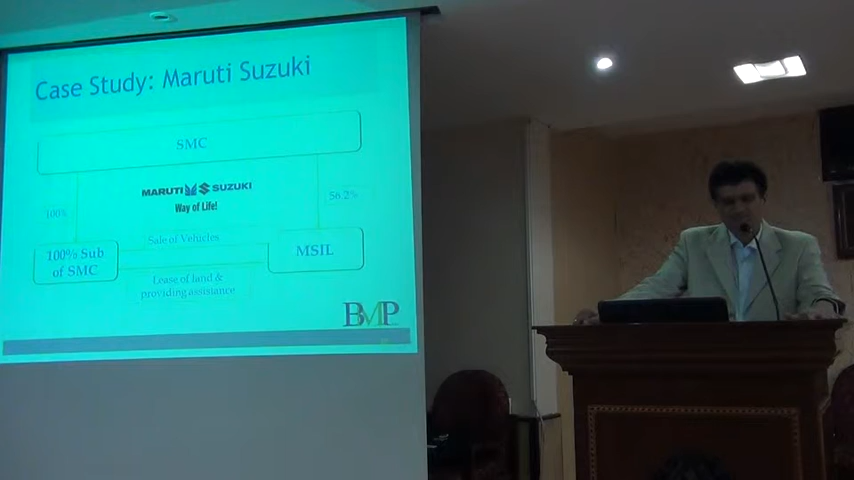 Case Study: Maruti Suzuki
SMC
MARUTI SUZUKI
Way of Life!
100%
56.2%
Sale of Vehicles
100% Sub
of SMC
MSIL
Lease of land &
providing assistance
BMP